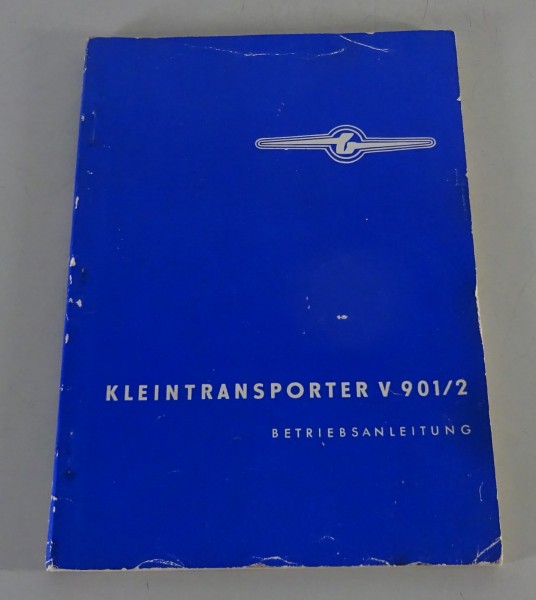 KLEINTRANSPORTER V 901/2
BETRIEBSANLEITUNG